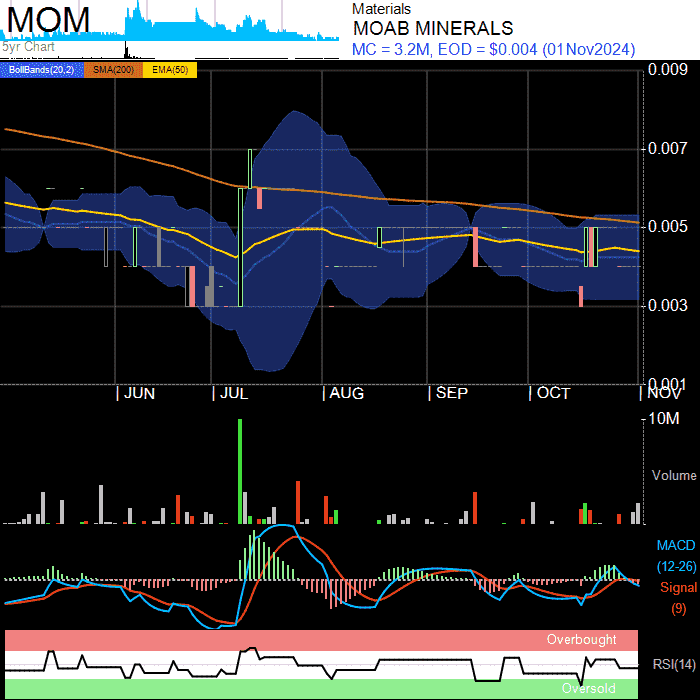 MOM
5yr Chart
Materials
MOAB MINERALS
MC = 3.2M, EOD = $0.004 (01Nov2024)
BollBands(20,2) SMA(200) EMA(50)
0.009
0.007
0.005
0.003
0.001
JUN JUL AUG SEP OCT NOV
10M
Volume
MACD
(12-26)
Signal
(9)
Overbought
RSI(14)
Oversold